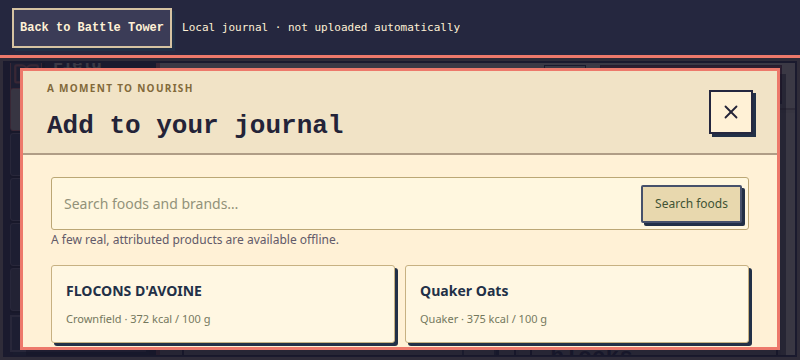 Back to Battle Tower
Local journal · not uploaded automatically
A MOMENT TO NOURISH
Add to your journal
Search foods and brands...
Search foods
A few real, attributed products are available offline.
FLOCONS D'AVOINE
Crownfield · 372 kcal / 100 g
Quaker Oats
Quaker · 375 kcal / 100 g